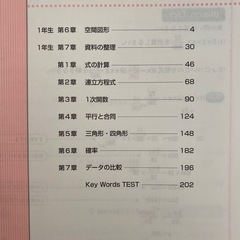 1年生 第6章 空間図形 4
1年生 第7章 資料の整理 30
第1章 式の計算 46
第2章 連立方程式 68
第3章 1次関数 90
第4章 平行と合同 124
第5章 三角形・四角形 148
第6章 確率 182
第7章 データの比較 196
Key Words TEST 202